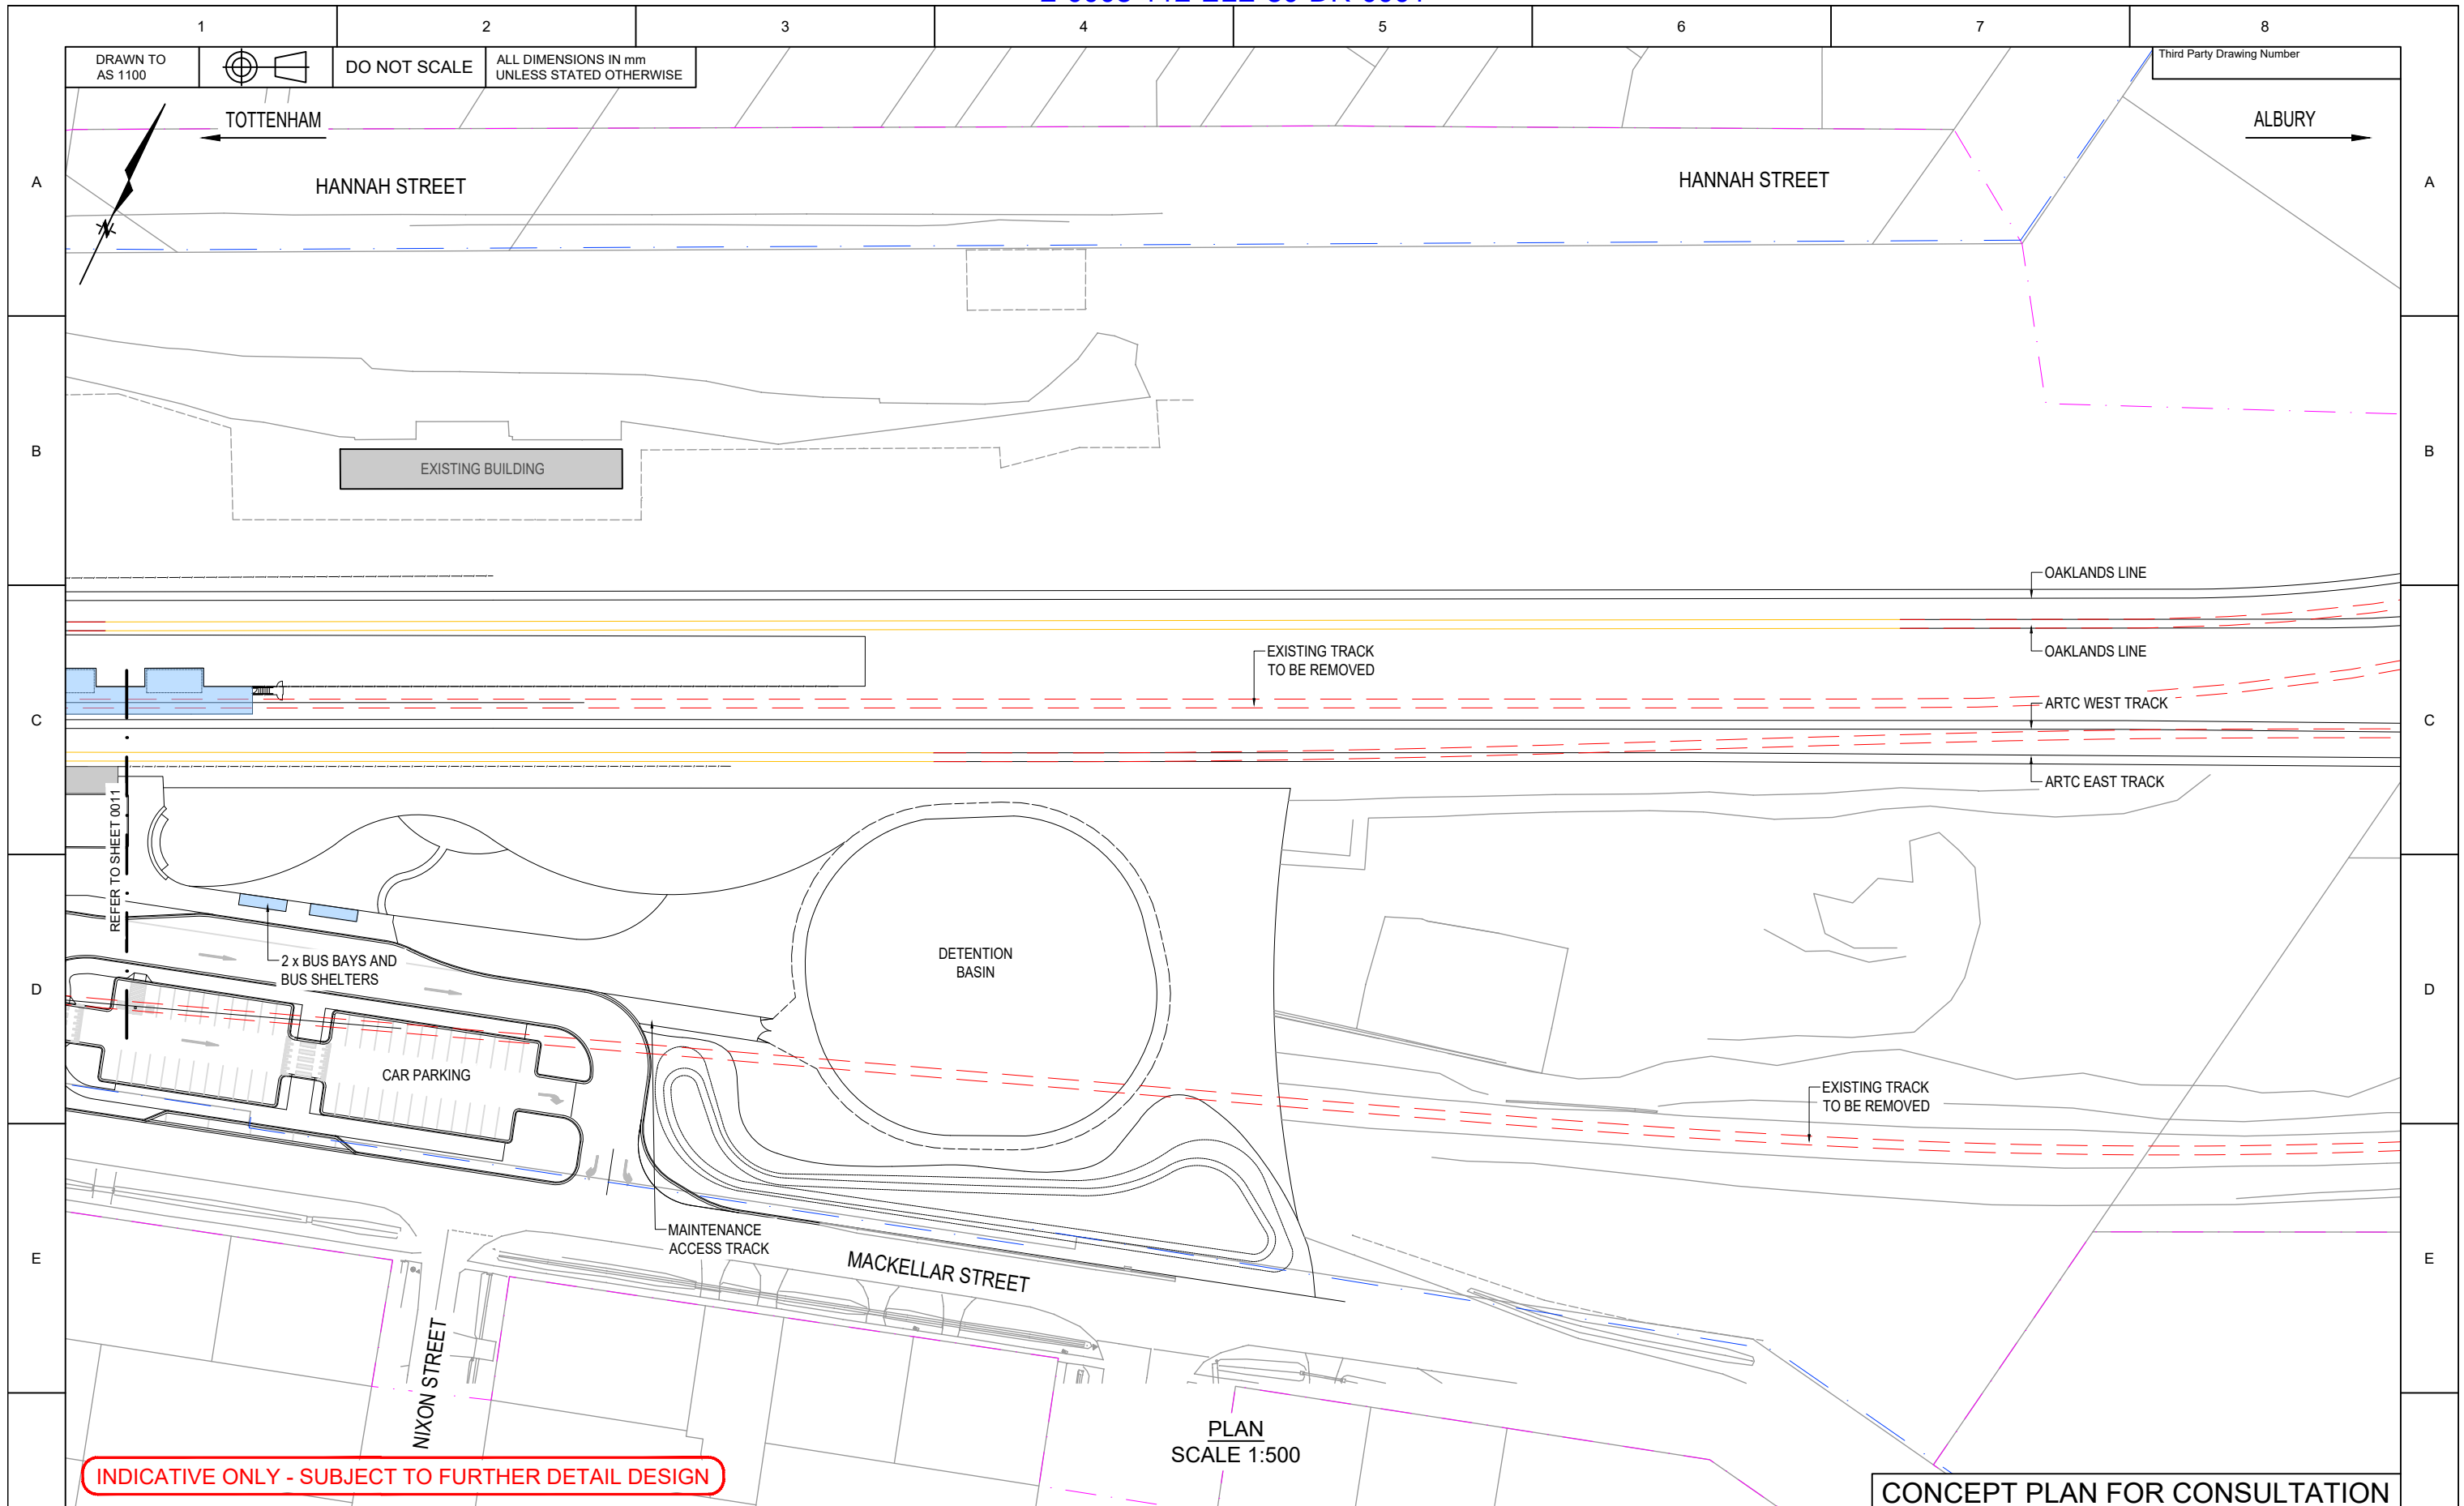 1 2 3 4 5 6 7 8
DRAWN TO
AS 1100
DO NOT SCALE
ALL DIMENSIONS IN mm
UNLESS STATED OTHERWISE
Third Party Drawing Number
TOTTENHAM
ALBURY
A
HANNAH STREET
HANNAH STREET
A
B
EXISTING BUILDING
B
OAKLANDS LINE
OAKLANDS LINE
EXISTING TRACK
TO BE REMOVED
C
ARTC WEST TRACK
C
ARTC EAST TRACK
REFER TO SHEET 0011
2 x BUS BAYS AND
BUS SHELTERS
DETENTION
BASIN
D
D
CAR PARKING
EXISTING TRACK
TO BE REMOVED
MAINTENANCE
ACCESS TRACK
E
MACKELLAR STREET
E
NIXON STREET
PLAN
SCALE 1:500
INDICATIVE ONLY - SUBJECT TO FURTHER DETAIL DESIGN
CONCEPT PLAN FOR CONSULTATION